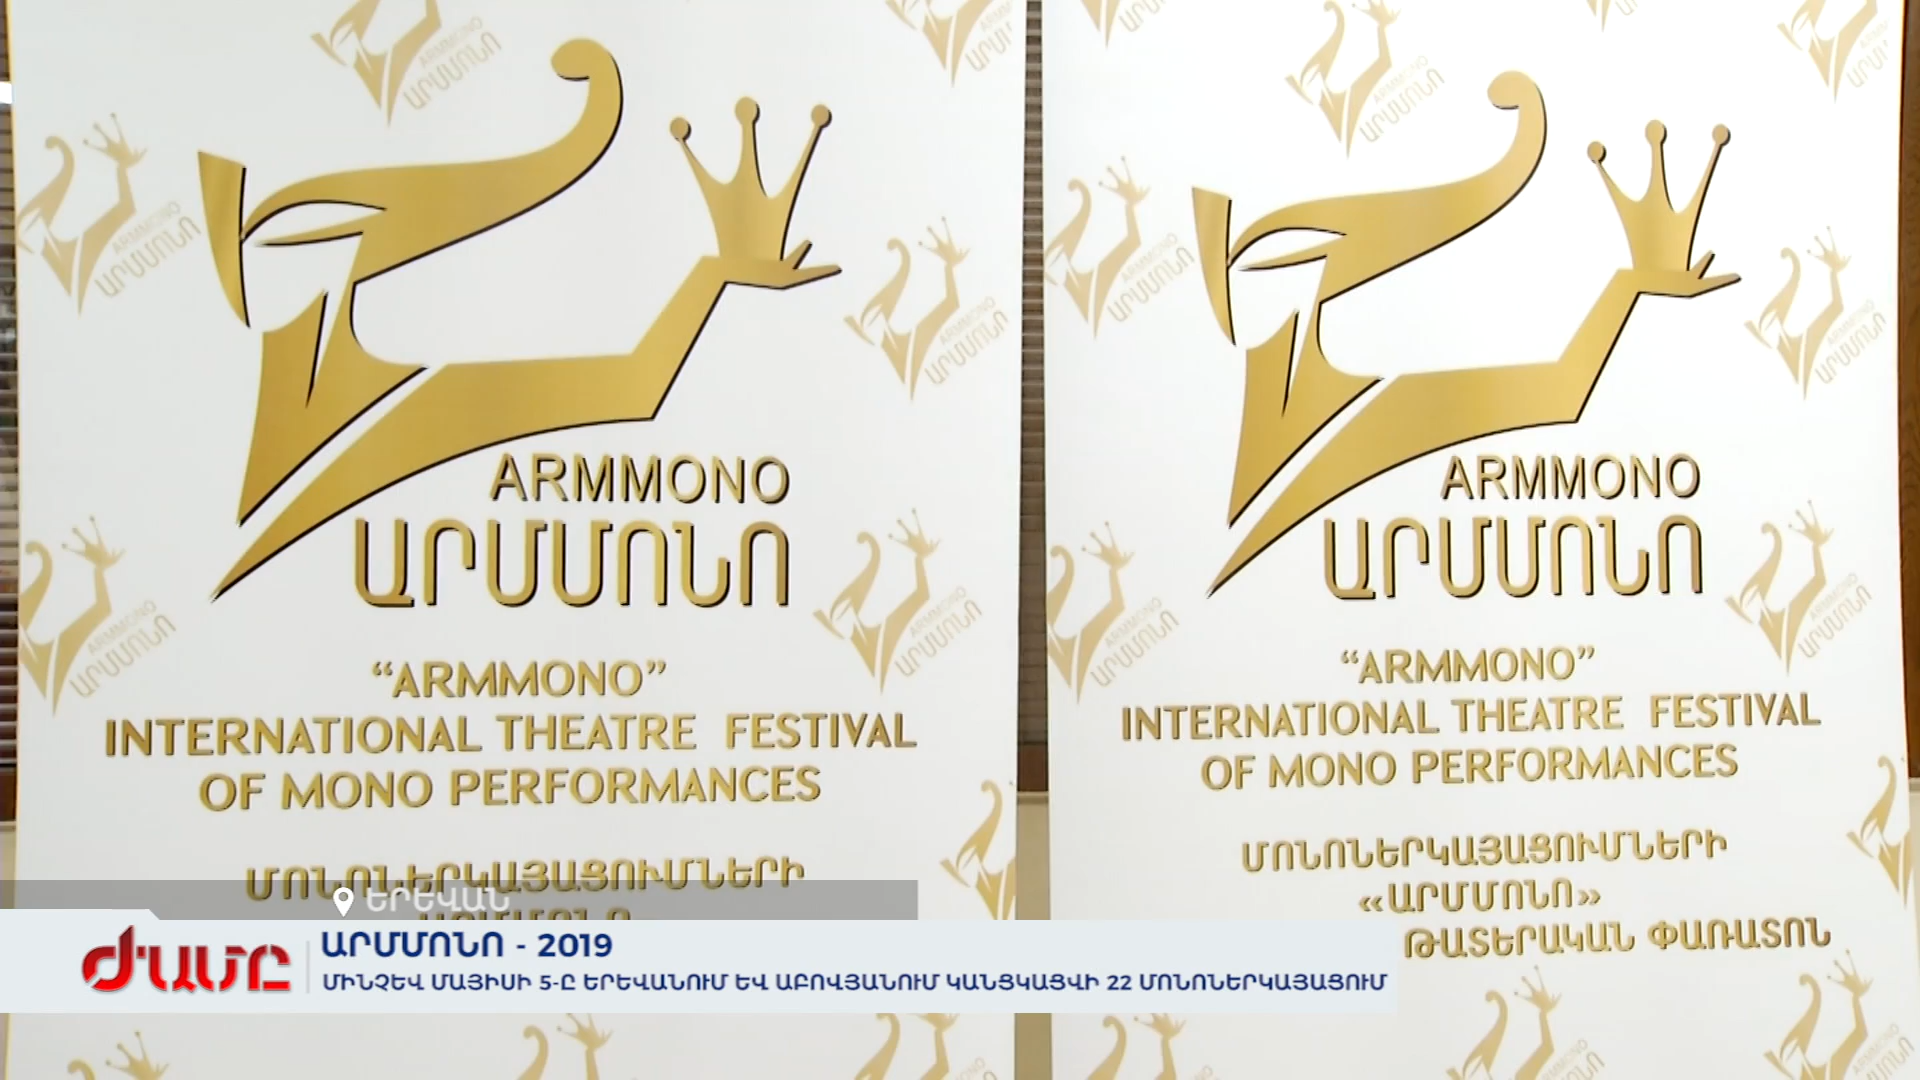 ARMMONO
ԱՐՄՄՈՆՈ
“ARMMONO”
INTERNATIONAL THEATRE FESTIVAL
OF MONO PERFORMANCES
ՄՈՆՈՆԵՐԿԱՅԱՑՈՒՄՆԵՐԻ
ARMMONO
ԱՐՄՄՈՆՈ
“ARMMONO”
INTERNATIONAL THEATRE FESTIVAL
OF MONO PERFORMANCES
ՄՈՆՈՆԵՐԿԱՅԱՑՈՒՄՆԵՐԻ
«ԱՐՄՄՈՆՈ»
ԹԱՏԵՐԱԿԱՆ ՓԱՌԱՏՈՆ
ԵՐԵՎԱՆ
ԺԱՄԸ
ԱՐՄՄՈՆՈ - 2019
ՄԻՆՉԵՎ ՄԱՅԻՍԻ 5-Ը ԵՐԵՎԱՆՈՒՄ ԵՎ ԱԲՈՎՅԱՆՈՒՄ ԿԱՆՑԿԱՑՎԻ 22 ՄՈՆՈՆԵՐԿԱՅԱՑՈՒՄ